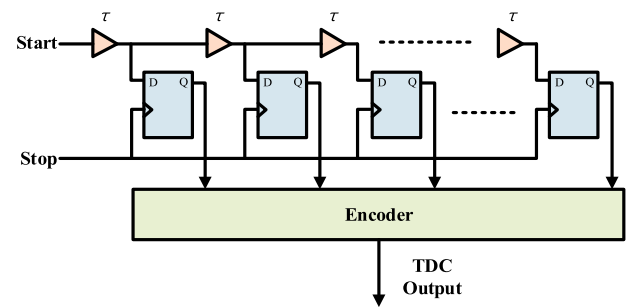 τ τ τ τ
Start
D Q D Q D Q D Q
Stop
Encoder
TDC
Output